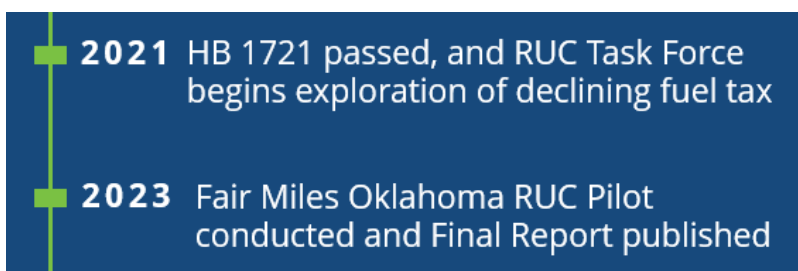 2021 HB 1721 passed, and RUC Task Force
begins exploration of declining fuel tax
2023 Fair Miles Oklahoma RUC Pilot
conducted and Final Report published